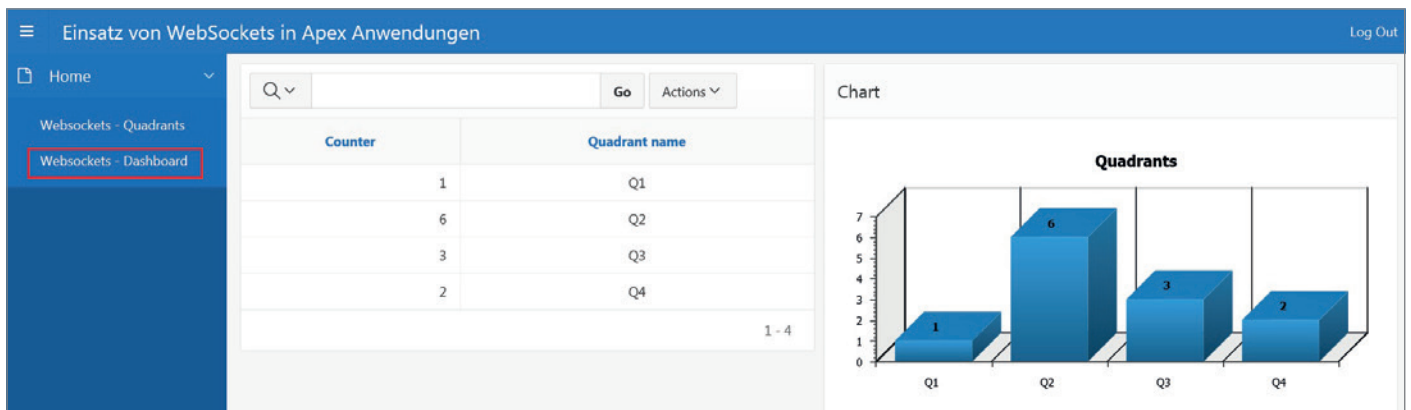 Einsatz von WebSockets in Apex Anwendungen
Log Out
Home
Websockets - Quadrants
Websockets - Dashboard
Go Actions
Counter Quadrant name
1 Q1
6 Q2
3 Q3
2 Q4
1 - 4
Chart
Quadrants
7
6
5
4
3
2
1
0
1
6
3
2
Q1 Q2 Q3 Q4